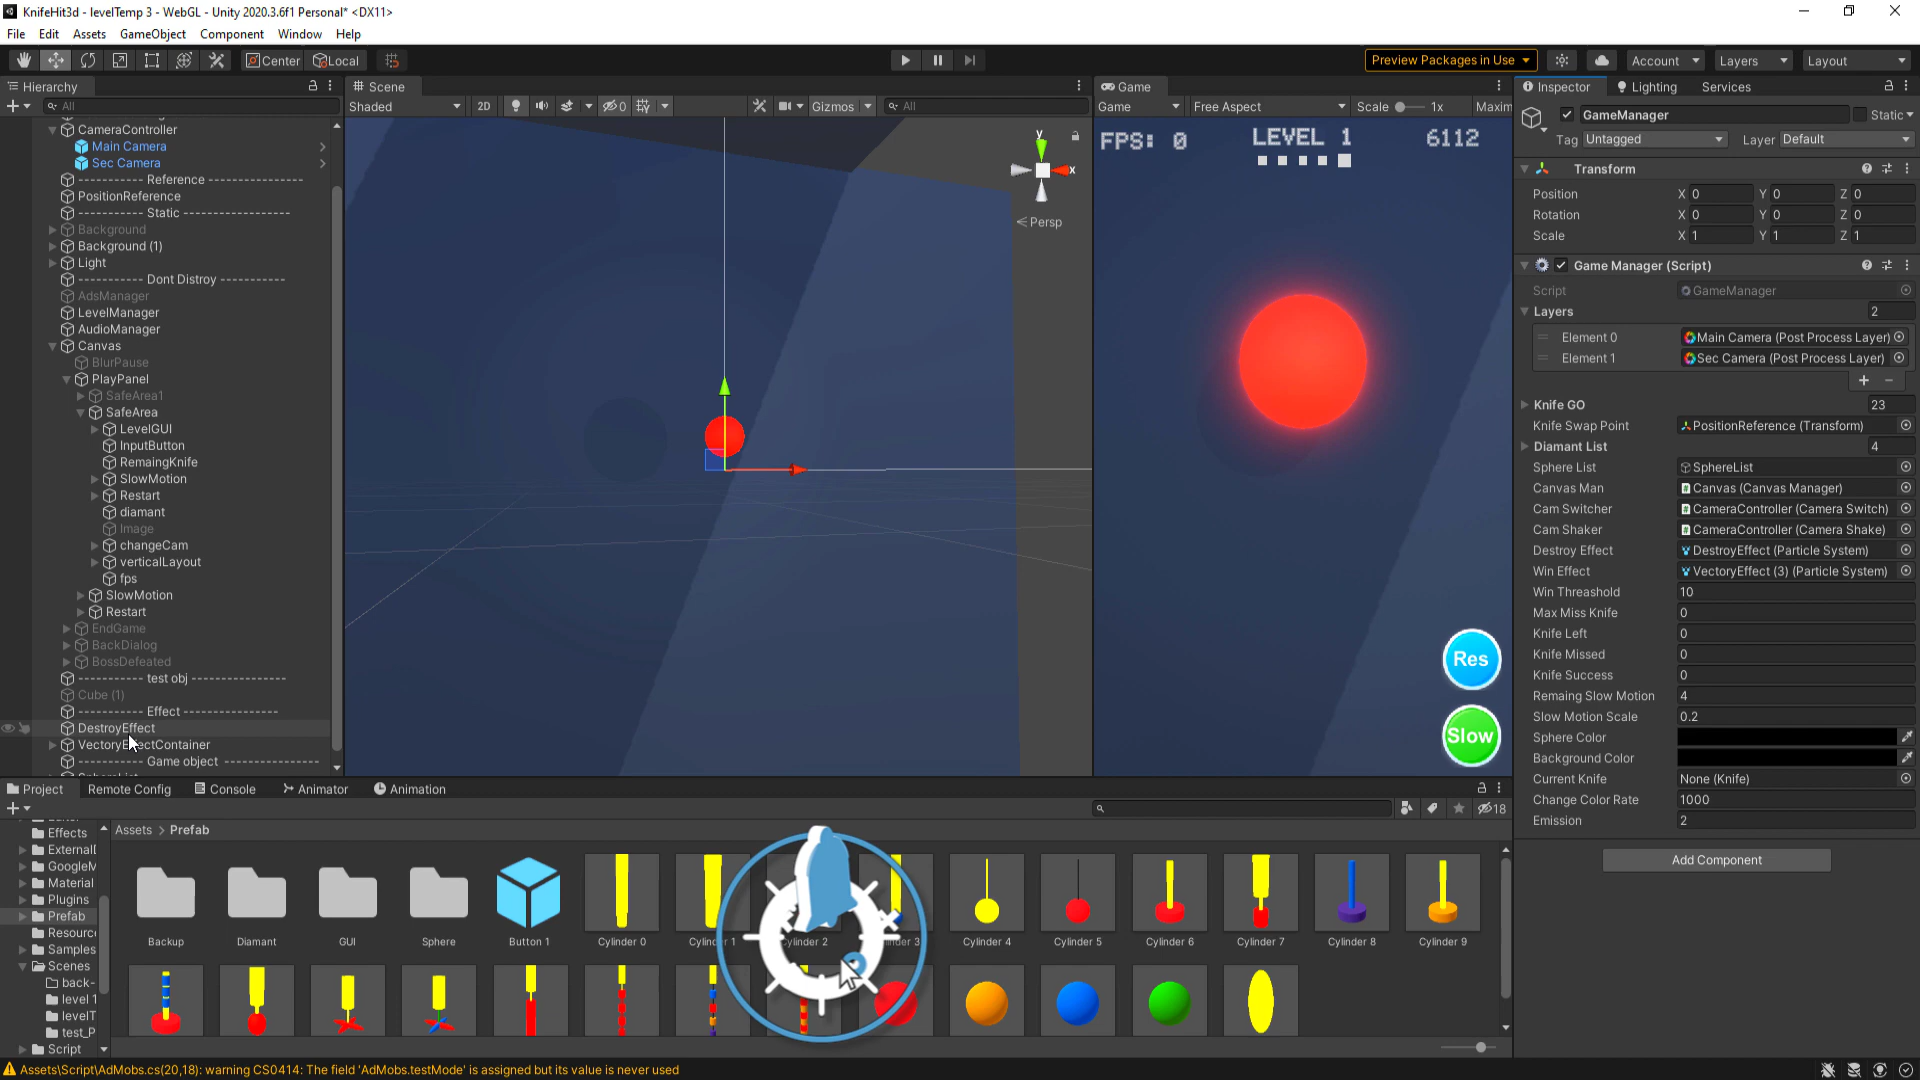 KnifeHit3d - levelTemp 3 - WebGL - Unity 2020.3.6f1 Personal* <DX11>
File Edit Assets GameObject Component Window Help
Center Local
Preview Packages in Use Account Layers Layout
Hierarchy
All
CameraController
Main Camera
Sec Camera
----------- Reference ----------------
PositionReference
----------- Static ------------------
Background
Background (1)
Light
----------- Dont Distroy -----------
AdsManager
LevelManager
AudioManager
Canvas
BlurPause
PlayPanel
SafeArea1
SafeArea
LevelGUI
InputButton
RemaingKnife
SlowMotion
Restart
diamant
Image
changeCam
verticalLayout
fps
SlowMotion
Restart
EndGame
BackDialog
BossDefeated
----------- test obj ----------------
Cube (1)
----------- Effect ----------------
DestroyEffect
VectoryEffectContainer
----------- Game object ----------------
Scene
Shaded 2D 0 Gizmos All
y
x
Persp
Game
Game Free Aspect Scale 1x Maxim
FPS: 0 LEVEL 1 6112
Res
Slow
Inspector Lighting Services
GameManager Static
Tag Untagged Layer Default
Transform
Position X 0 Y 0 Z 0
Rotation X 0 Y 0 Z 0
Scale X 1 Y 1 Z 1
Game Manager (Script)
Script GameManager
Layers 2
Element 0 Main Camera (Post Process Layer)
Element 1 Sec Camera (Post Process Layer)
Knife GO 23
Knife Swap Point PositionReference (Transform)
Diamant List 4
Sphere List SphereList
Canvas Man Canvas (Canvas Manager)
Cam Switcher CameraController (Camera Switch)
Cam Shaker CameraController (Camera Shake)
Destroy Effect DestroyEffect (Particle System)
Win Effect VectoryEffect (3) (Particle System)
Win Threashold 10
Max Miss Knife 0
Knife Left 0
Knife Missed 0
Knife Success 0
Remaing Slow Motion 4
Slow Motion Scale 0.2
Sphere Color
Background Color
Current Knife None (Knife)
Change Color Rate 1000
Emission 2
Add Component
Project Remote Config Console Animator Animation
18
Effects
External
GoogleM
Material
Plugins
Prefab
Resourc
Samples
Scenes
back-
level 1
levelT
test_P
Script
Assets > Prefab
Backup Diamant GUI Sphere Button 1 Cylinder 0 Cylinder 1 Cylinder 2 Cylinder 3 Cylinder 4 Cylinder 5 Cylinder 6 Cylinder 7 Cylinder 8 Cylinder 9
Assets\Script\AdMobs.cs(20,18): warning CS0414: The field 'AdMobs.testMode' is assigned but its value is never used